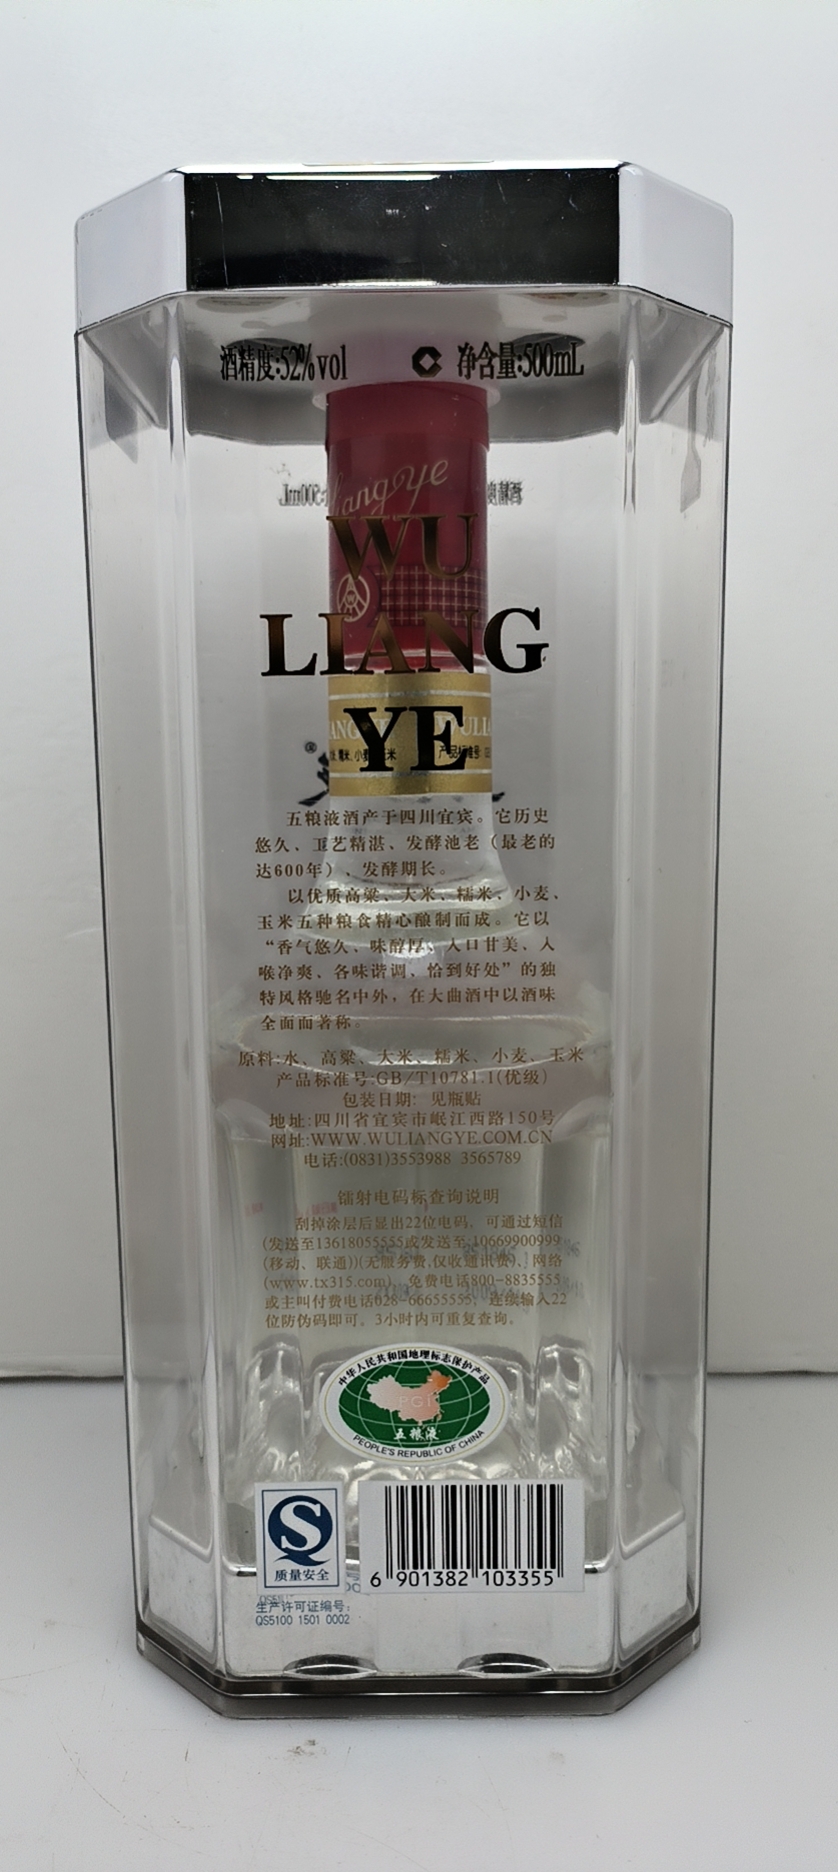 酒精度:52%vol 净含量:500mL
liangye
WU
LIANG
YE
五粮液酒产于四川宜宾。它历史
悠久、工艺精湛、发酵池老（最老的
达600年）、发酵期长。
以优质高粱、大米、糯米、小麦、
玉米五种粮食精心酿制而成。它以
“香气悠久、味醇厚、入口甘美、入
喉净爽、各味谐调、恰到好处”的独
特风格驰名中外，在大曲酒中以酒味
全面而著称。
原料:水、高粱、大米、糯米、小麦、玉米
产品标准号:GB/T10781.1(优级)
包装日期: 见瓶贴
地址:四川省宜宾市岷江西路150号
网址:WWW.WULIANGYE.COM.CN
电话:(0831)3553988 3565789
镭射电码标查询说明
刮掉涂层后显出22位电码，可通过短信
(发送至13618055555或发送至:10669900999
(移动、联通))(无服务费,仅收通讯费)、网络
(www.tx315.com)、免费电话800-8835555
或主叫付费电话028-66655555，连续输入22
位防伪码即可。3小时内可重复查询。
中华人民共和国地理标志保护产品
PGI
五粮液
PEOPLE'S REPUBLIC OF CHINA
质量安全
6 901382 103355
生产许可证编号:
QS5100 1501 0002